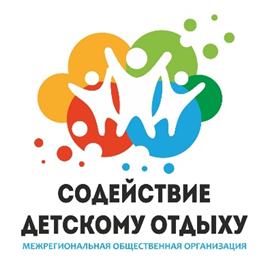 СОДЕЙСТВИЕ
ДЕТСКОМУ ОТДЫХУ
МЕЖРЕГИОНАЛЬНАЯ ОБЩЕСТВЕННАЯ ОРГАНИЗАЦИЯ